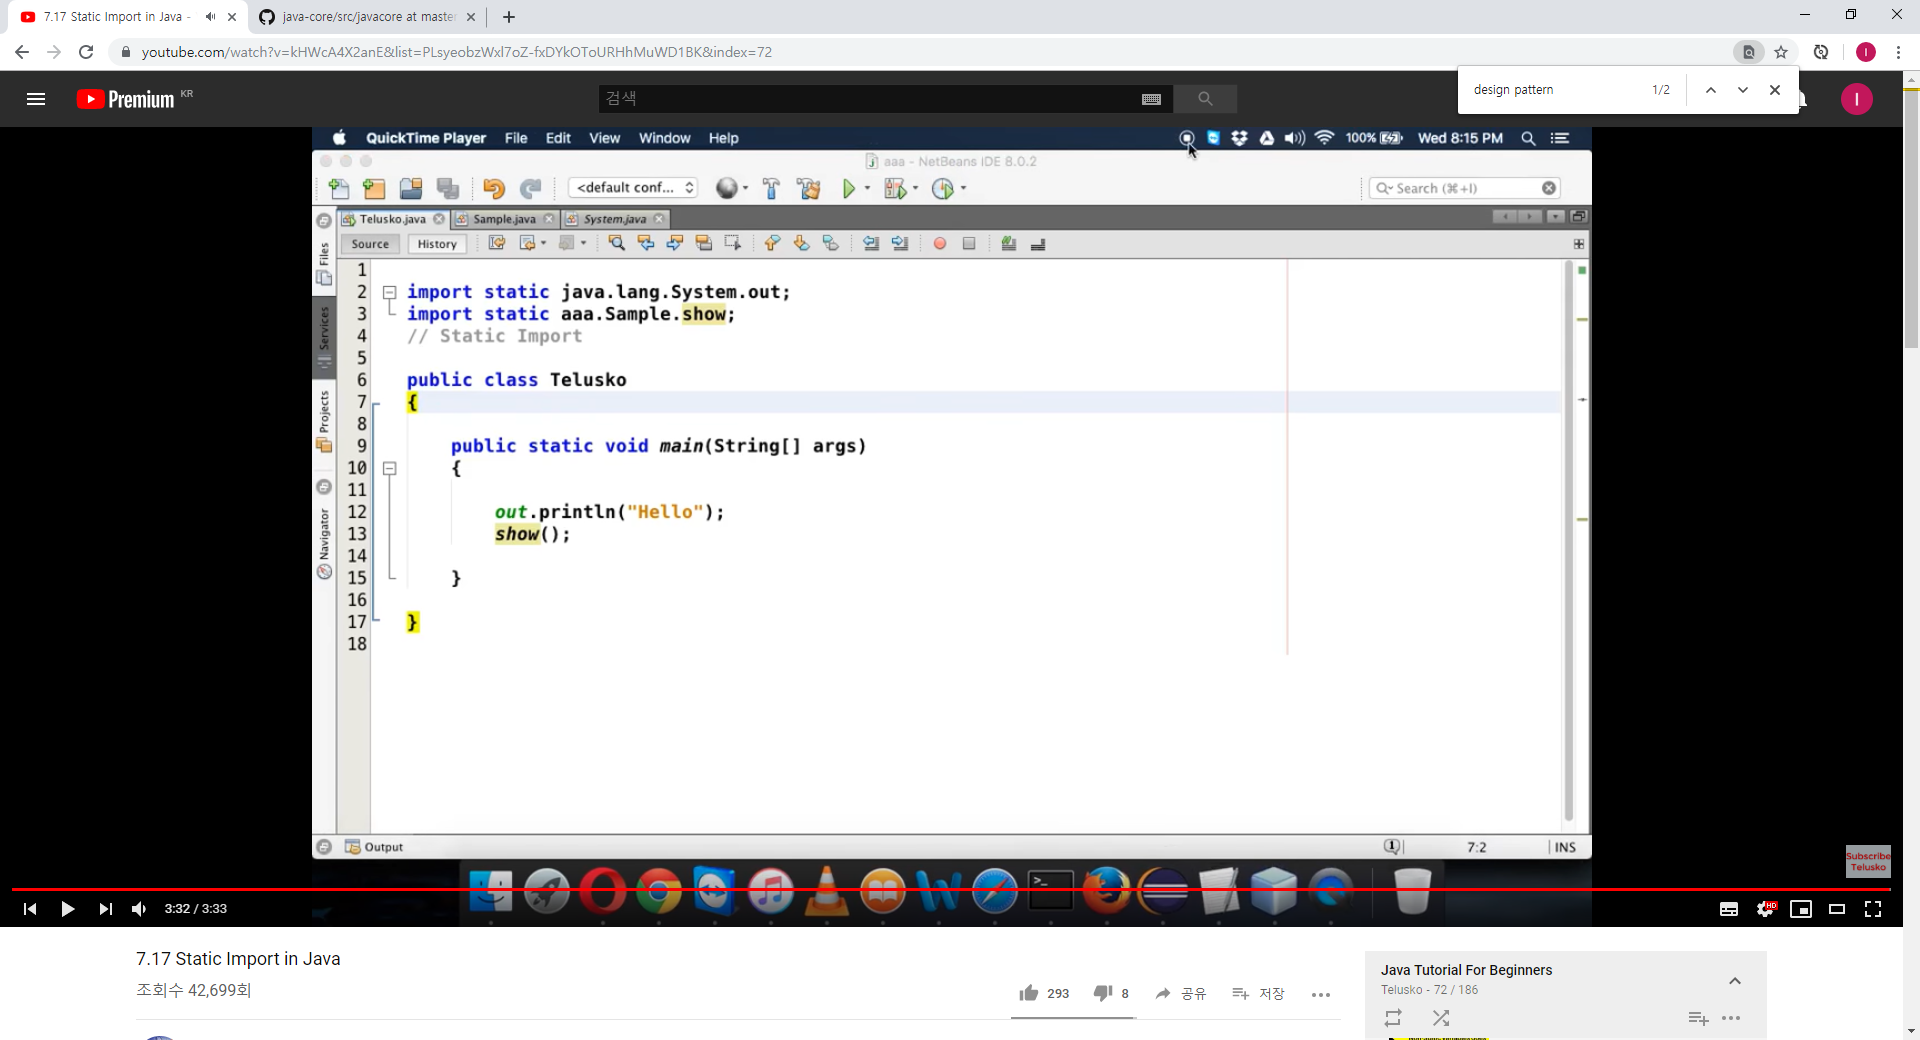 7.17 Static Import in Java -
java-core/src/javacore at master
youtube.com/watch?v=kHWcA4X2anE&list=PLsyeobzWxl7oZ-fxDYkOToURHhMuWD1BK&index=72
design pattern 1/2
Premium KR
검색
I
QuickTime Player File Edit View Window Help 100% Wed 8:15 PM
aaa - NetBeans IDE 8.0.2
<default conf...
Search (⌘+I)
Telusko.java Sample.java System.java
Source History
Files
Services
Projects
Navigator
1
2 import static java.lang.System.out;
3 import static aaa.Sample.show;
4 // Static Import
5
6 public class Telusko
7 {
8
9 public static void main(String[] args)
10 {
11
12 out.println("Hello");
13 show();
14
15 }
16
17 }
18
Output
1 7:2 INS
Subscribe
Telusko
3:32 / 3:33
HD
7.17 Static Import in Java
조회수 42,699회
293 8 공유 저장
Java Tutorial For Beginners
Telusko - 72 / 186